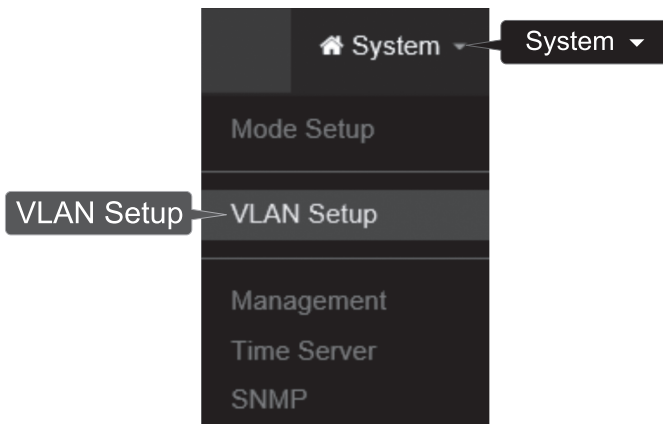 System
System
Mode Setup
VLAN Setup
VLAN Setup
Management
Time Server
SNMP